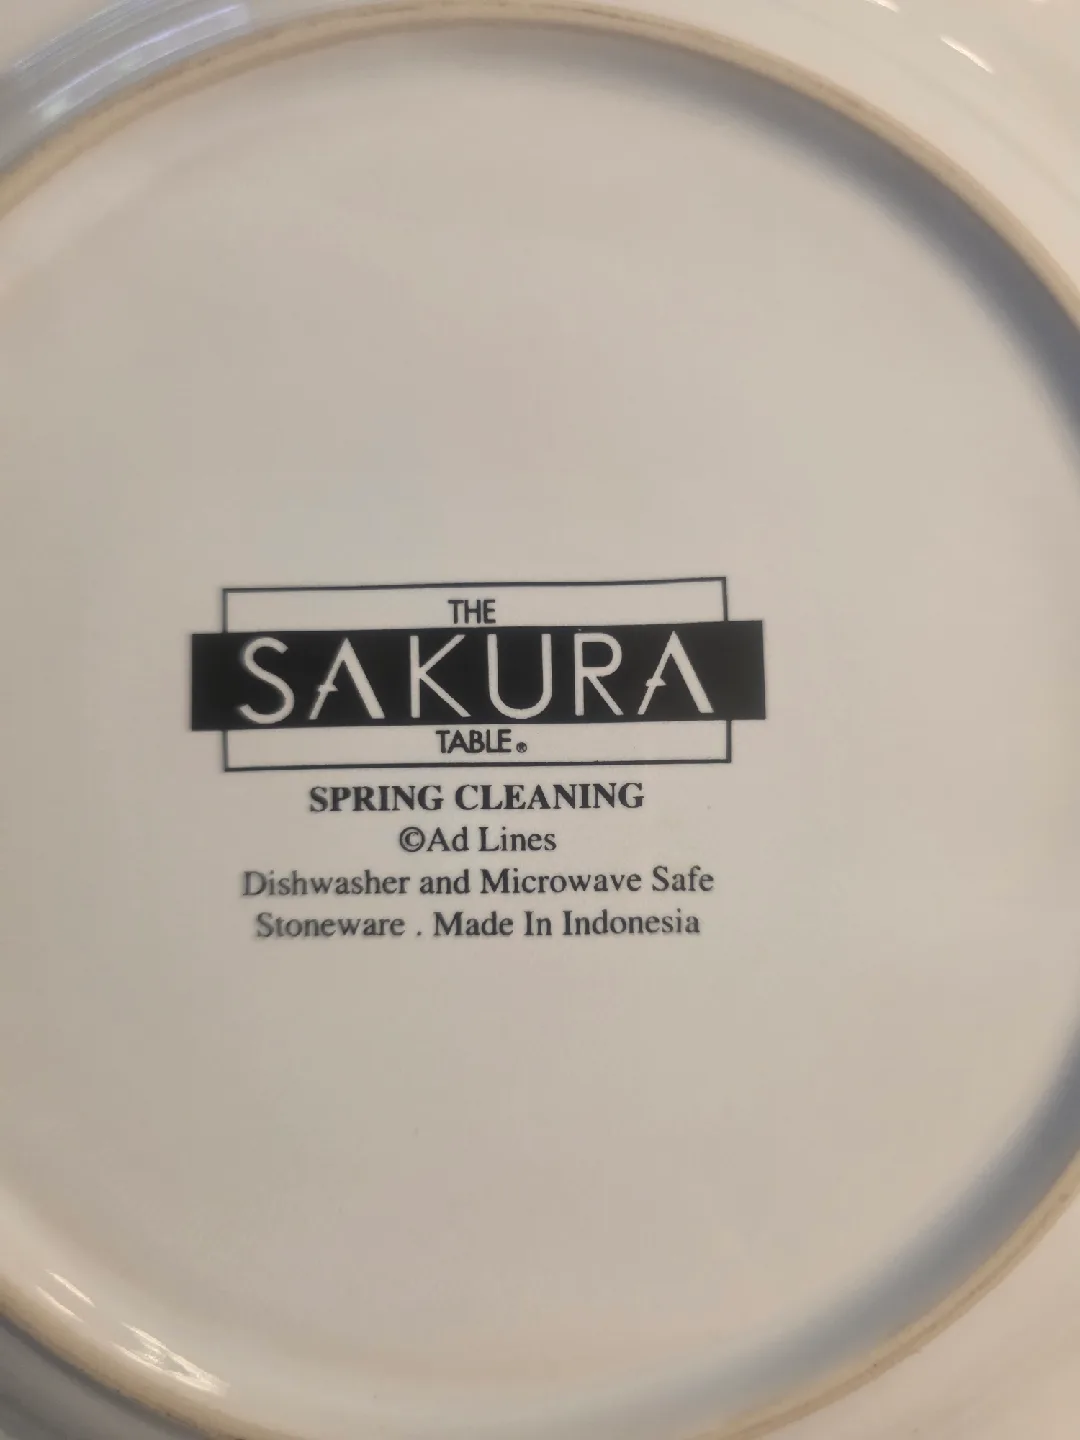 THE
SAKURA
TABLE®
SPRING CLEANING
©Ad Lines
Dishwasher and Microwave Safe
Stoneware . Made In Indonesia